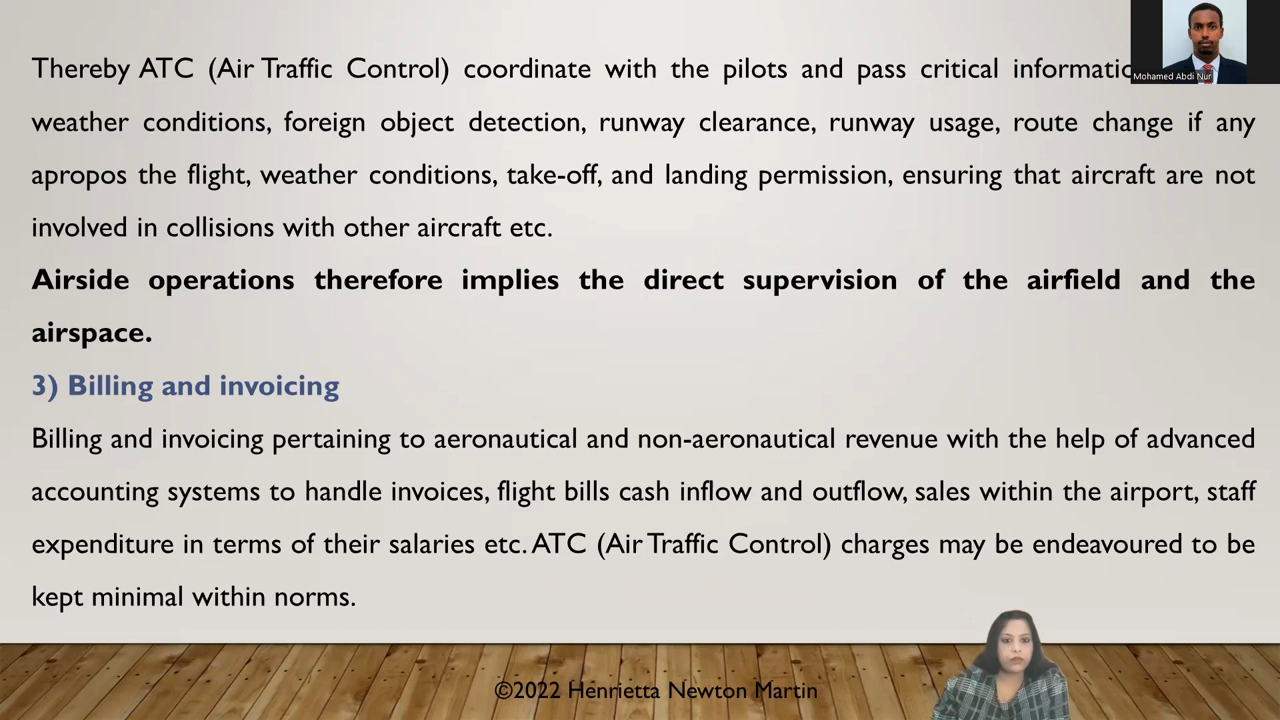 Thereby ATC (Air Traffic Control) coordinate with the pilots and pass critical
weather conditions, foreign object detection, runway clearance, runway usage, route change if any
apropos the flight, weather conditions, take-off, and landing permission, ensuring that aircraft are not
involved in collisions with other aircraft etc.
Airside operations therefore implies the direct supervision of the airfield and the
airspace.
3) Billing and invoicing
Billing and invoicing pertaining to aeronautical and non-aeronautical revenue with the help of advanced
accounting systems to handle invoices, flight bills cash inflow and outflow, sales within the airport, staff
expenditure in terms of their salaries etc. ATC (Air Traffic Control) charges may be endeavoured to be
kept minimal within norms.
©2022 Henrietta Newton Martin
Mohamed Abdi Nur